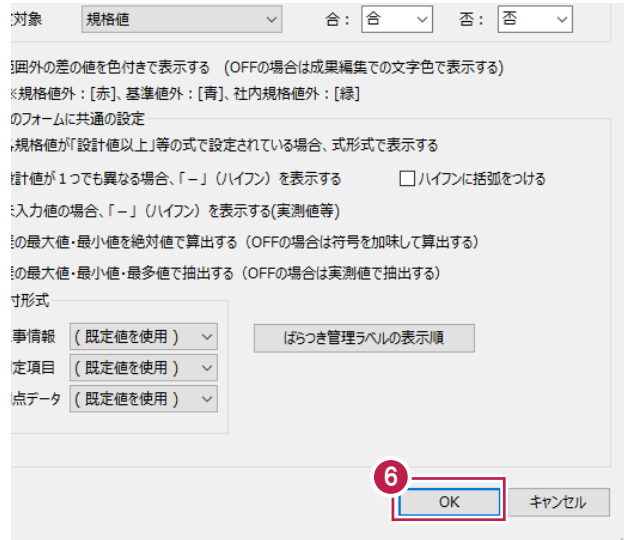 対象 規格値 合： 合 否： 否
囲外の差の値を色付きで表示する (OFFの場合は成果編集での文字色で表示する)
※規格値外：[赤]、基準値外：[青]、社内規格値外：[緑]
のフォームに共通の設定
規格値が「設計値以上」等の式で設定されている場合、式形式で表示する
計値が１つでも異なる場合、「－」（ハイフン）を表示する ハイフンに括弧をつける
入力値の場合、「－」（ハイフン）を表示する(実測値等)
の最大値・最小値を絶対値で算出する（OFFの場合は符号を加味して算出する）
の最大値・最小値・最多値で抽出する（OFFの場合は実測値で抽出する）
付形式
事情報 ( 既定値を使用 ) ばらつき管理ラベルの表示順
定項目 ( 既定値を使用 )
点データ ( 既定値を使用 )
6
OK キャンセル